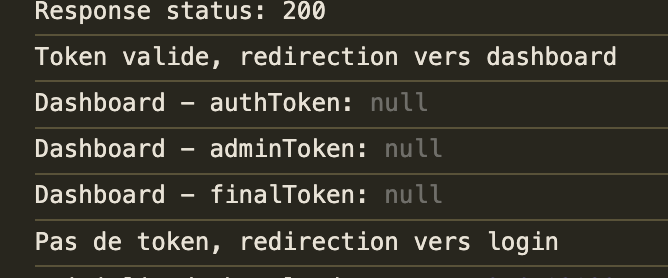 Response status: 200
Token valide, redirection vers dashboard
Dashboard – authToken: null
Dashboard – adminToken: null
Dashboard – finalToken: null
Pas de token, redirection vers login